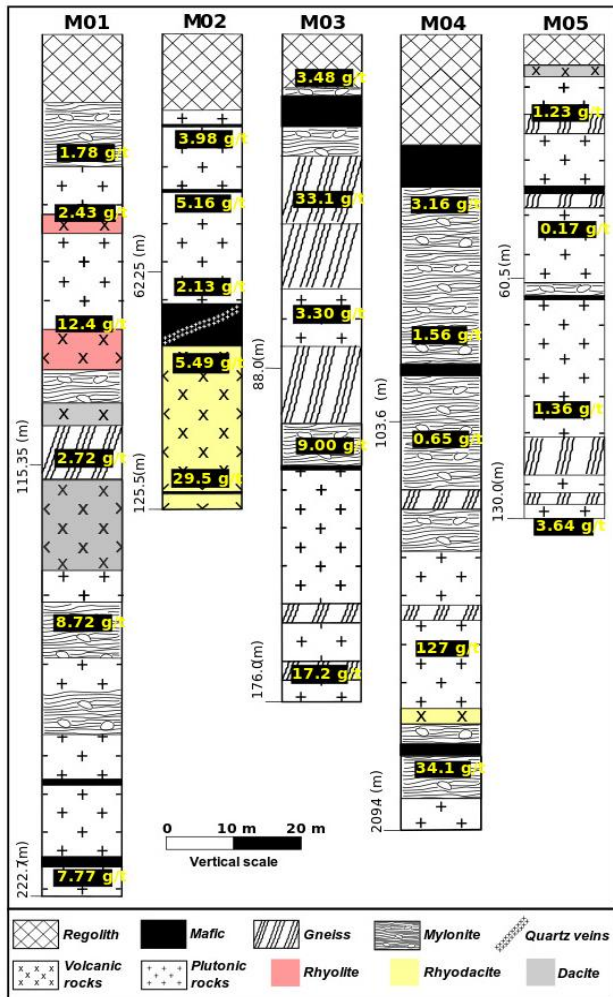 M01 M02 M03 M04 M05
1.78 g/t
2.43 g/t
12.4 g/t
115.35 (m)
2.72 g/t
8.72 g/t
7.77 g/t
222.7(m)
3.98 g/t
5.16 g/t
6225 (m)
2.13 g/t
5.49 g/t
29.5 g/t
125.5(m)
3.48 g/t
33.1 g/t
3.30 g/t
88.0(m)
9.00 g/t
17.2 g/t
176.0(m)
3.16 g/t
1.56 g/t
103.6 (m)
0.65 g/t
127 g/t
34.1 g/t
2094 (m)
1.23 g/t
0.17 g/t
60.5 (m)
1.36 g/t
130.0(m)
3.64 g/t
0 10 m 20 m
Vertical scale
Regolith Mafic Gneiss Mylonite Quartz veins
Volcanic rocks Plutonic rocks Rhyolite Rhyodacite Dacite